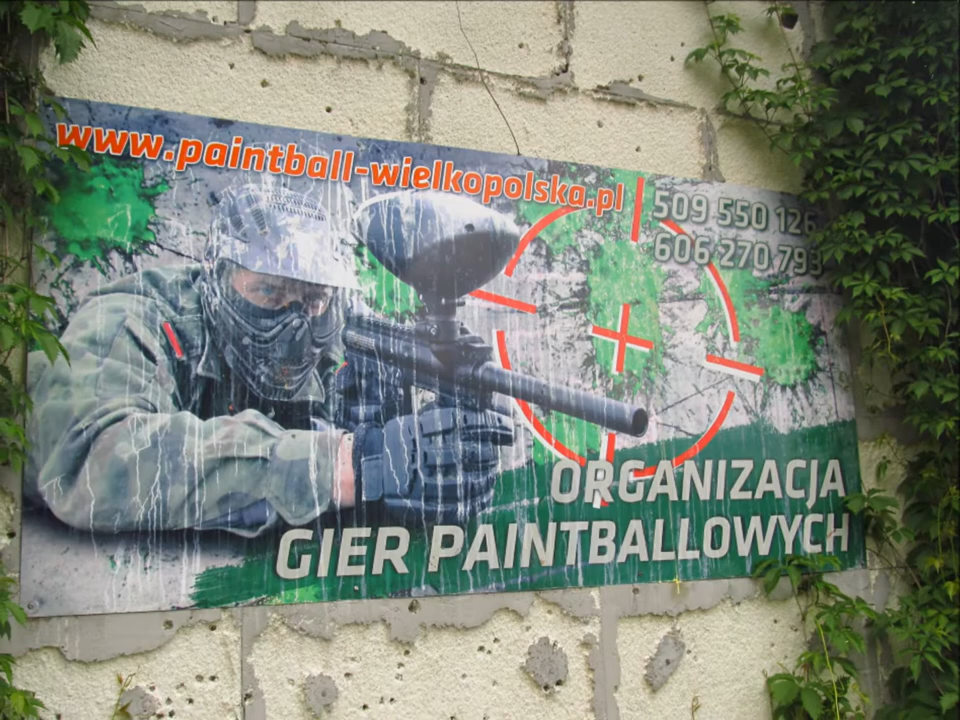 www.paintball-wielkopolska.pl
509 550 126
606 270 793
ORGANIZACJA
GIER PAINTBALLOWYCH